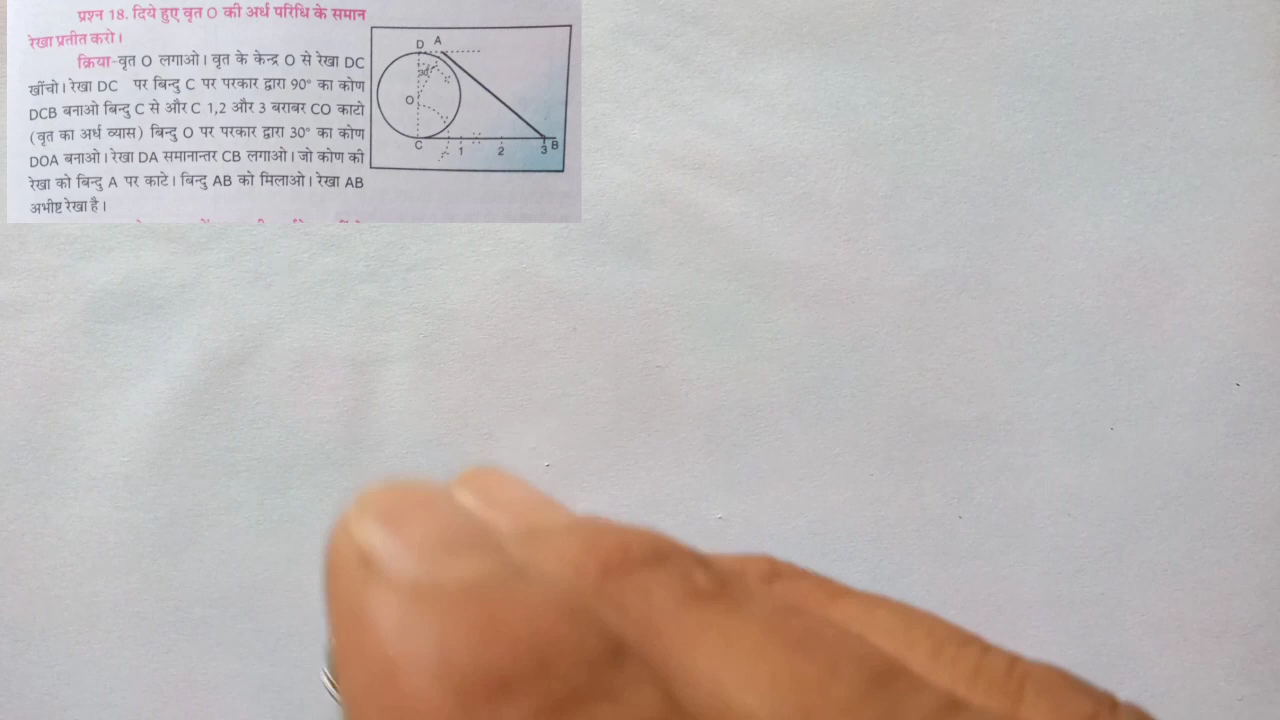 प्रश्न 18. दिये हुए वृत O की अर्ध परिधि के समान
रेखा प्रतीत करो।
क्रिया-वृत O लगाओ। वृत के केन्द्र O से रेखा DC
खींचो। रेखा DC पर बिन्दु C पर परकार द्वारा 90° का कोण
DCB बनाओ बिन्दु C से और C 1,2 और 3 बराबर CO काटो
(वृत का अर्ध व्यास) बिन्दु O पर परकार द्वारा 30° का कोण
DOA बनाओ। रेखा DA समानान्तर CB लगाओ। जो कोण की
रेखा को बिन्दु A पर काटे। बिन्दु AB को मिलाओ। रेखा AB
अभीष्ट रेखा है।
D A
O
C 1 2 3 B